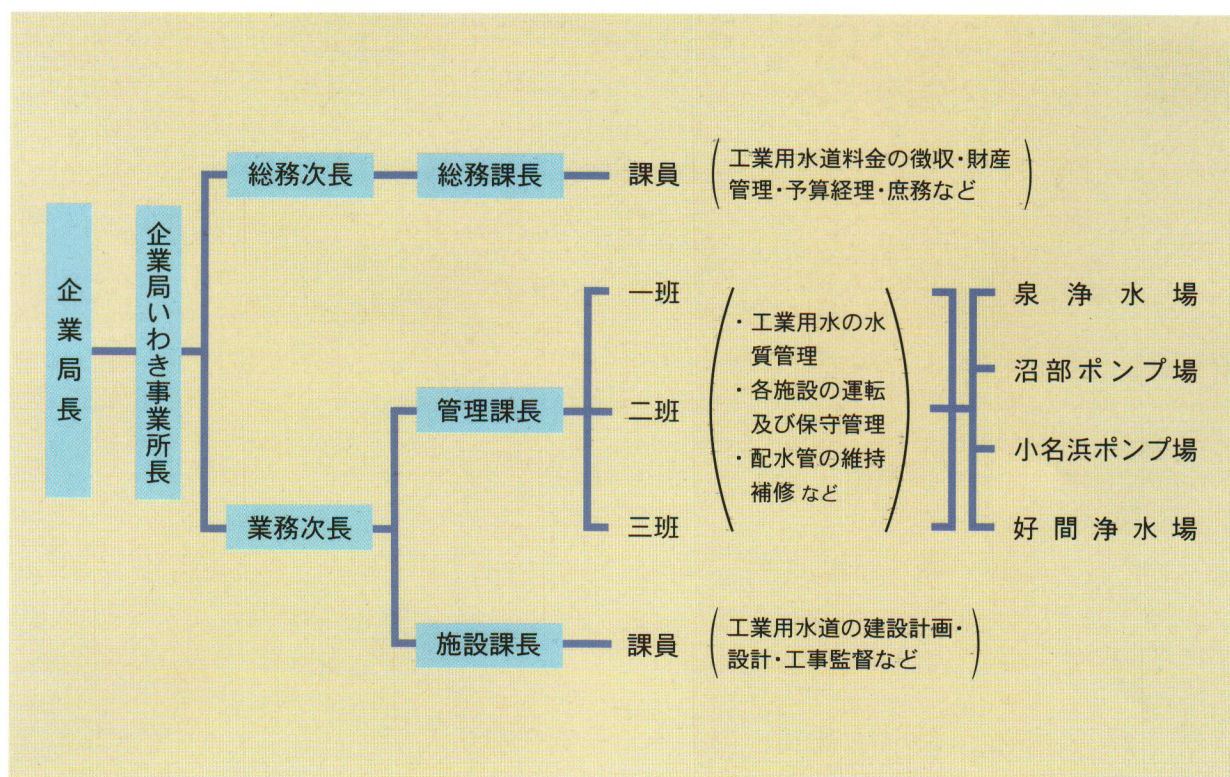 企業局長
企業局いわき事業所長
総務次長
総務課長
課員
工業用水道料金の徴収・財産
管理・予算経理・庶務など
業務次長
管理課長
一班
二班
三班
・工業用水の水
質管理
・各施設の運転
及び保守管理
・配水管の維持
補修など
泉浄水場
沼部ポンプ場
小名浜ポンプ場
好間浄水場
施設課長
課員
工業用水道の建設計画・
設計・工事監督など